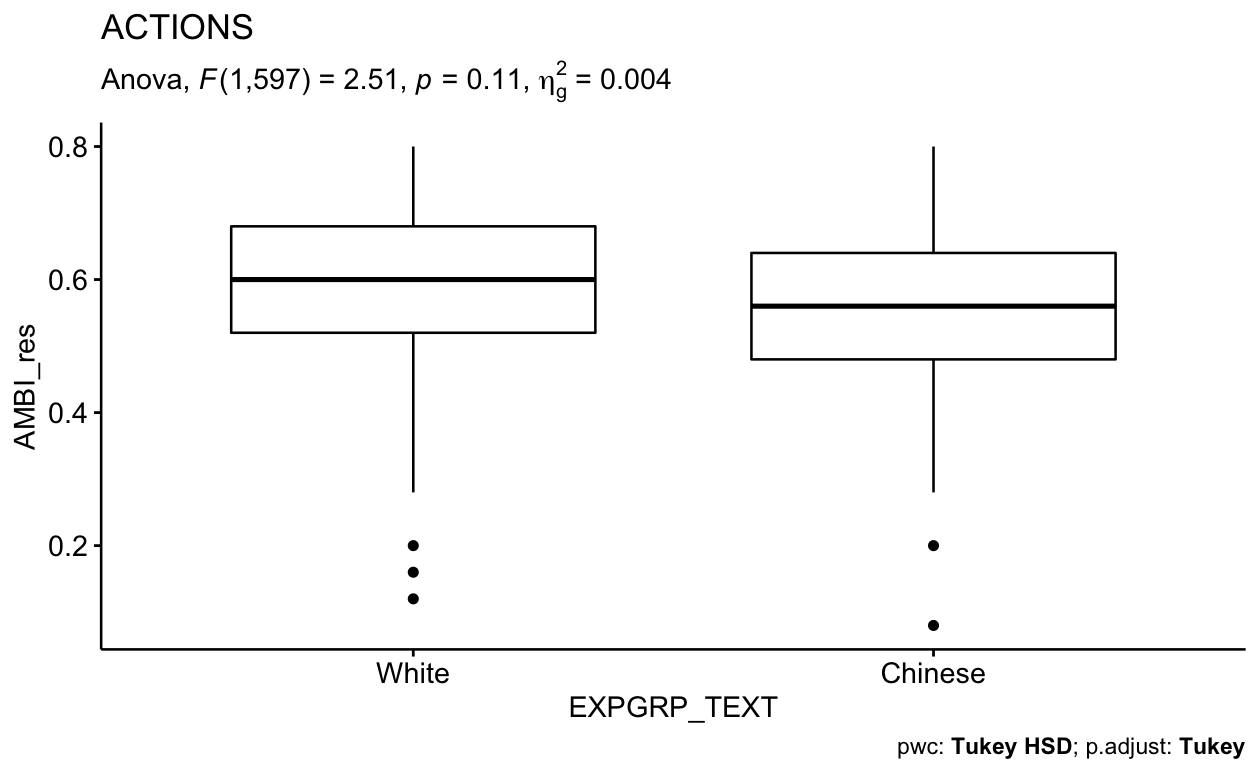 ACTIONS
Anova, F(1,597) = 2.51, p = 0.11, η²g = 0.004
0.8
0.6
0.4
0.2
AMBI_res
White
Chinese
EXPGRP_TEXT
pwc: Tukey HSD; p.adjust: Tukey